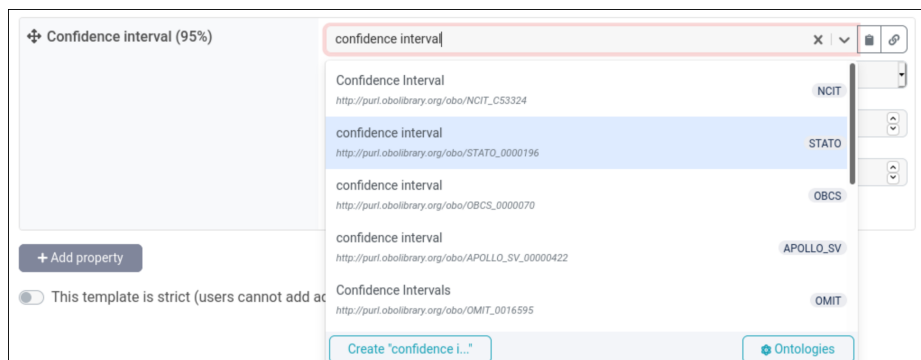 Confidence interval (95%)
confidence interval
Confidence Interval
http://purl.obolibrary.org/obo/NCIT_C53324
NCIT
confidence interval
http://purl.obolibrary.org/obo/STATO_0000196
STATO
confidence interval
http://purl.obolibrary.org/obo/OBCS_0000070
OBCS
confidence interval
http://purl.obolibrary.org/obo/APOLLO_SV_00000422
APOLLO_SV
+ Add property
Confidence Intervals
http://purl.obolibrary.org/obo/OMIT_0016595
OMIT
This template is strict (users cannot add ad
Create "confidence i..."
Ontologies